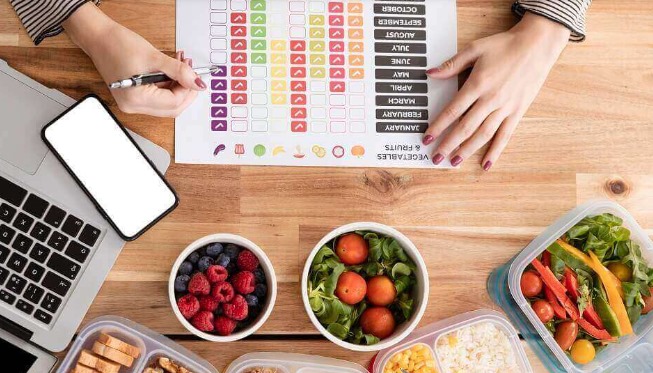 VEGETABLES
& FRUITS
JANUARY
FEBRUARY
MARCH
APRIL
MAY
JUNE
JULY
AUGUST
SEPTEMBER
OCTOBER